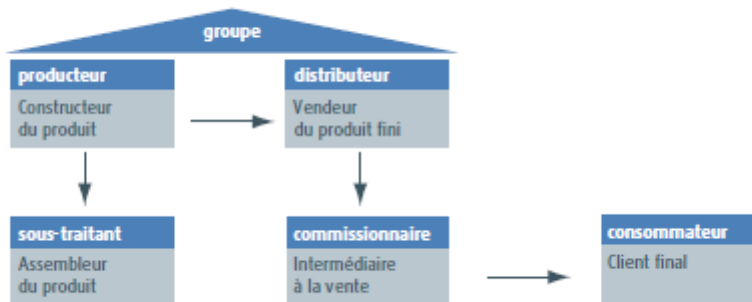 groupe
producteur
Constructeur
du produit
distributeur
Vendeur
du produit fini
sous-traitant
Assembleur
du produit
commissionnaire
Intermédiaire
à la vente
consommateur
Client final